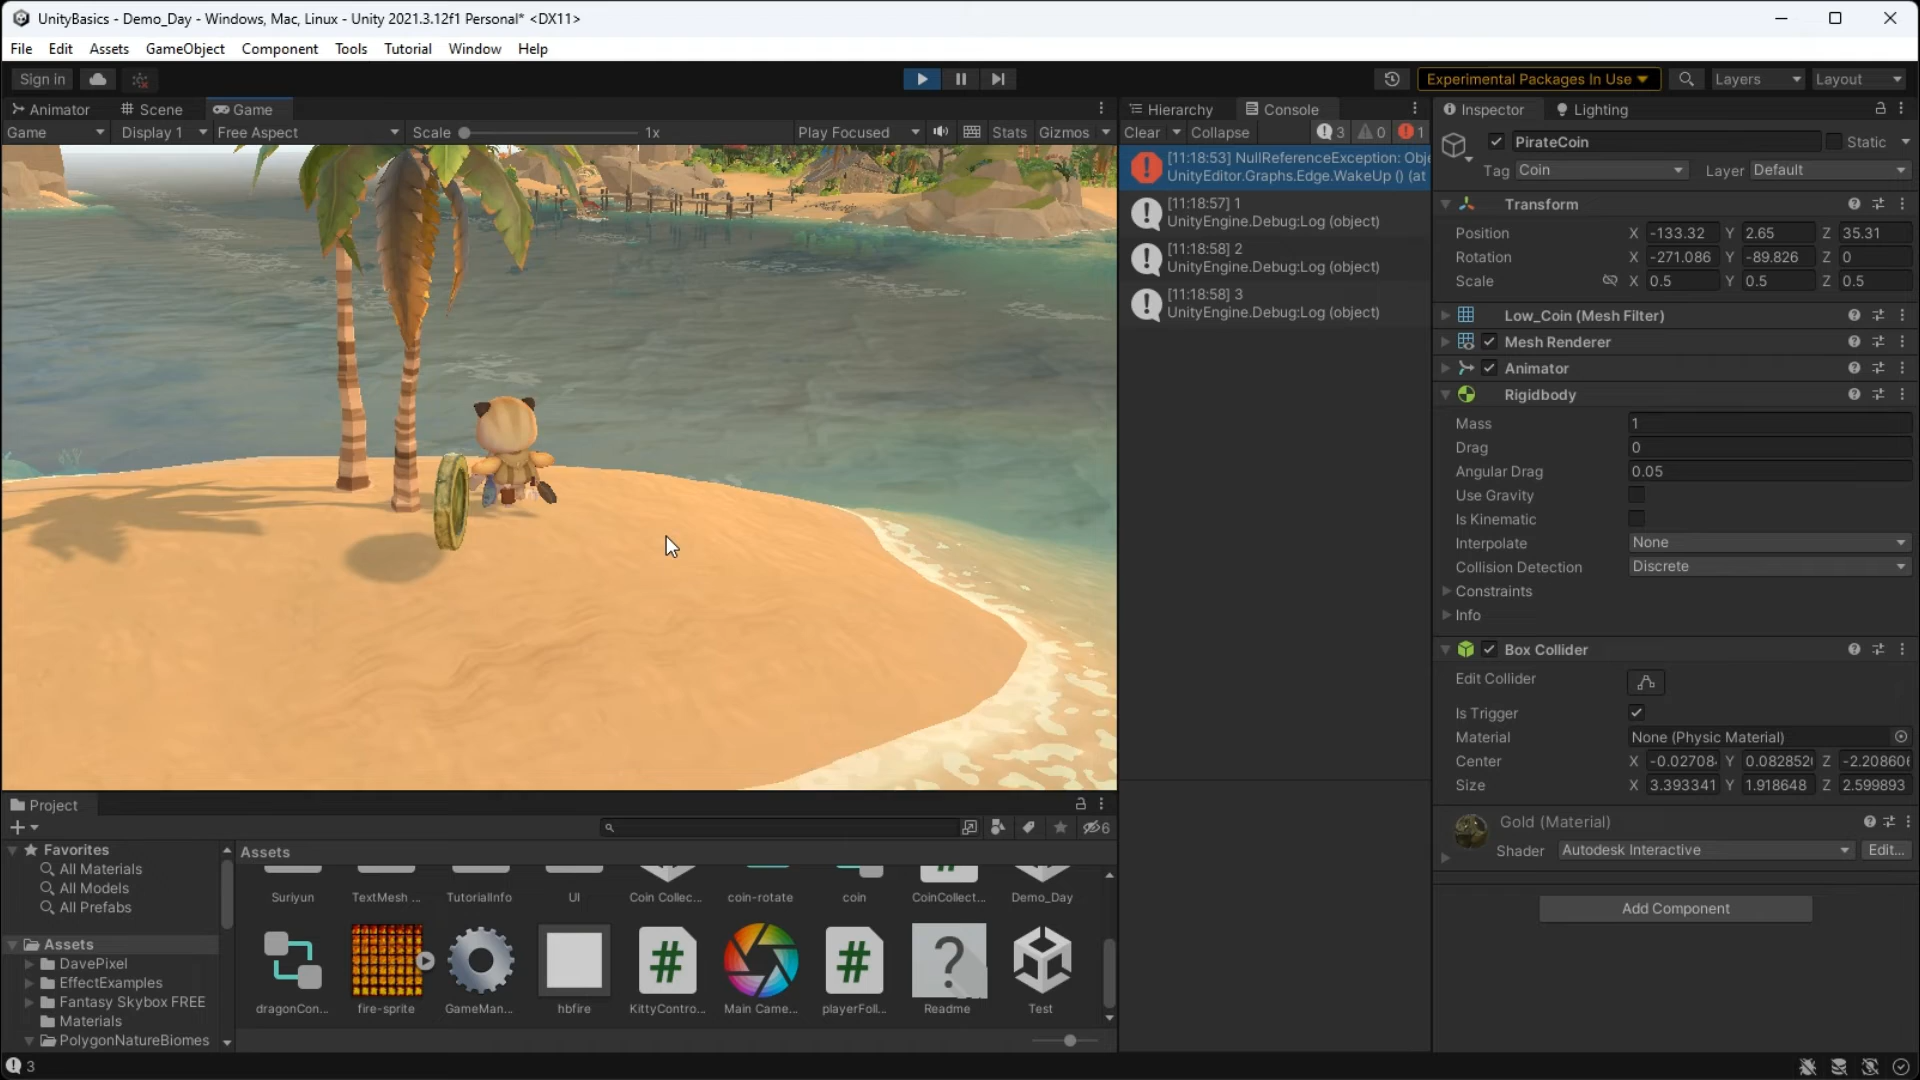 UnityBasics - Demo_Day - Windows, Mac, Linux - Unity 2021.3.12f1 Personal* <DX11>
File Edit Assets GameObject Component Tools Tutorial Window Help
Sign in
Experimental Packages In Use
Layers
Layout
Animator
Scene
Game
Game
Display 1
Free Aspect
Scale
1x
Play Focused
Stats
Gizmos
Hierarchy
Console
Clear
Collapse
3
0
1
[11:18:53] NullReferenceException: Obje
UnityEditor.Graphs.Edge.WakeUp () (at
[11:18:57] 1
UnityEngine.Debug:Log (object)
[11:18:58] 2
UnityEngine.Debug:Log (object)
[11:18:58] 3
UnityEngine.Debug:Log (object)
Inspector
Lighting
PirateCoin
Static
Tag Coin
Layer Default
Transform
Position X -133.32 Y 2.65 Z 35.31
Rotation X -271.086 Y -89.826 Z 0
Scale X 0.5 Y 0.5 Z 0.5
Low_Coin (Mesh Filter)
Mesh Renderer
Animator
Rigidbody
Mass 1
Drag 0
Angular Drag 0.05
Use Gravity
Is Kinematic
Interpolate None
Collision Detection Discrete
Constraints
Info
Box Collider
Edit Collider
Is Trigger
Material None (Physic Material)
Center X -0.02708 Y 0.082852 Z -2.20860
Size X 3.393341 Y 1.918648 Z 2.599893
Gold (Material)
Shader Autodesk Interactive Edit...
Add Component
Project
6
Favorites
All Materials
All Models
All Prefabs
Assets
DavePixel
EffectExamples
Fantasy Skybox FREE
Materials
PolygonNatureBiomes
Assets
Suriyun TextMesh ... TutorialInfo UI Coin Collec... coin-rotate coin CoinCollect... Demo_Day
dragonCon... fire-sprite GameMan... hbfire KittyContro... Main Came... playerFoll... Readme Test
3